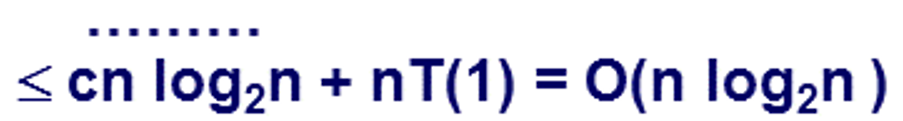 .........
≤ cn log₂n + nT(1) = O(n log₂n )